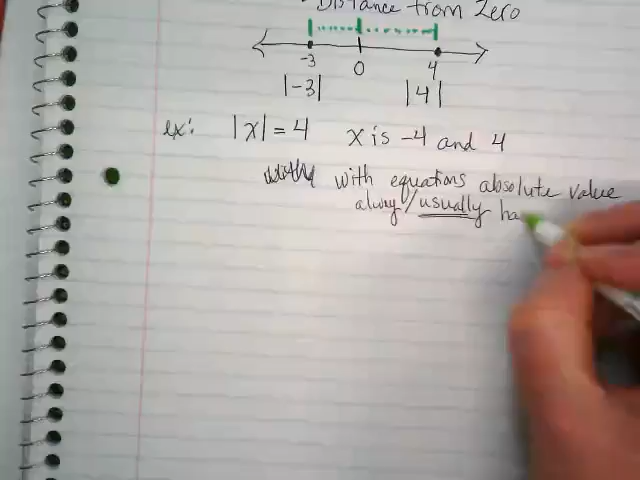 Distance from Zero
-3 0 4
|-3| |4|
ex: |x| = 4 x is -4 and 4
with equations absolute value
alway/usually ha